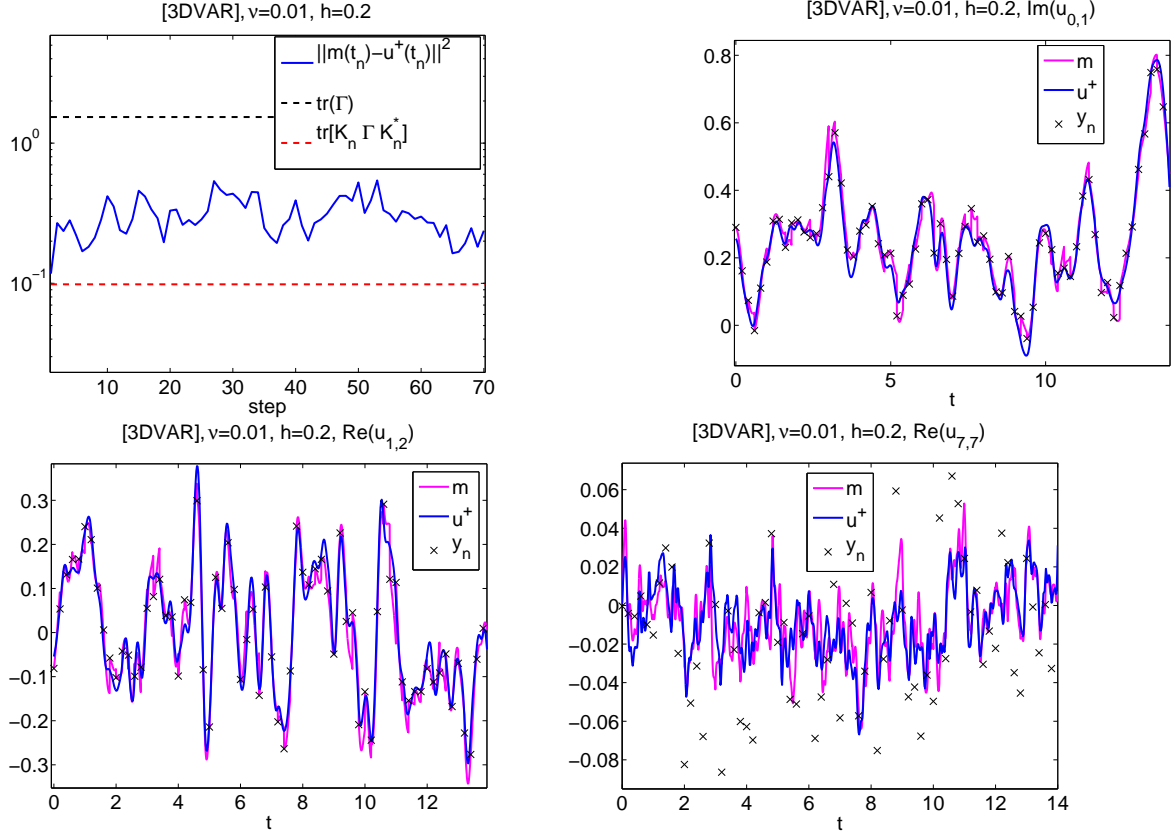 [3DVAR], ν=0.01, h=0.2
||m(t_n)−u^+(t_n)||^2
tr(Γ)
tr[K_n Γ K_n^*]
10^0
10^−1
0 10 20 30 40 50 60 70
step
[3DVAR], ν=0.01, h=0.2, Im(u_{0,1})
m
u^+
y_n
0.8
0.6
0.4
0.2
0
0 5 10
t
[3DVAR], ν=0.01, h=0.2, Re(u_{1,2})
m
u^+
y_n
0.3
0.2
0.1
0
−0.1
−0.2
−0.3
0 2 4 6 8 10 12
t
[3DVAR], ν=0.01, h=0.2, Re(u_{7,7})
m
u^+
y_n
0.06
0.04
0.02
0
−0.02
−0.04
−0.06
−0.08
0 2 4 6 8 10 12 14
t